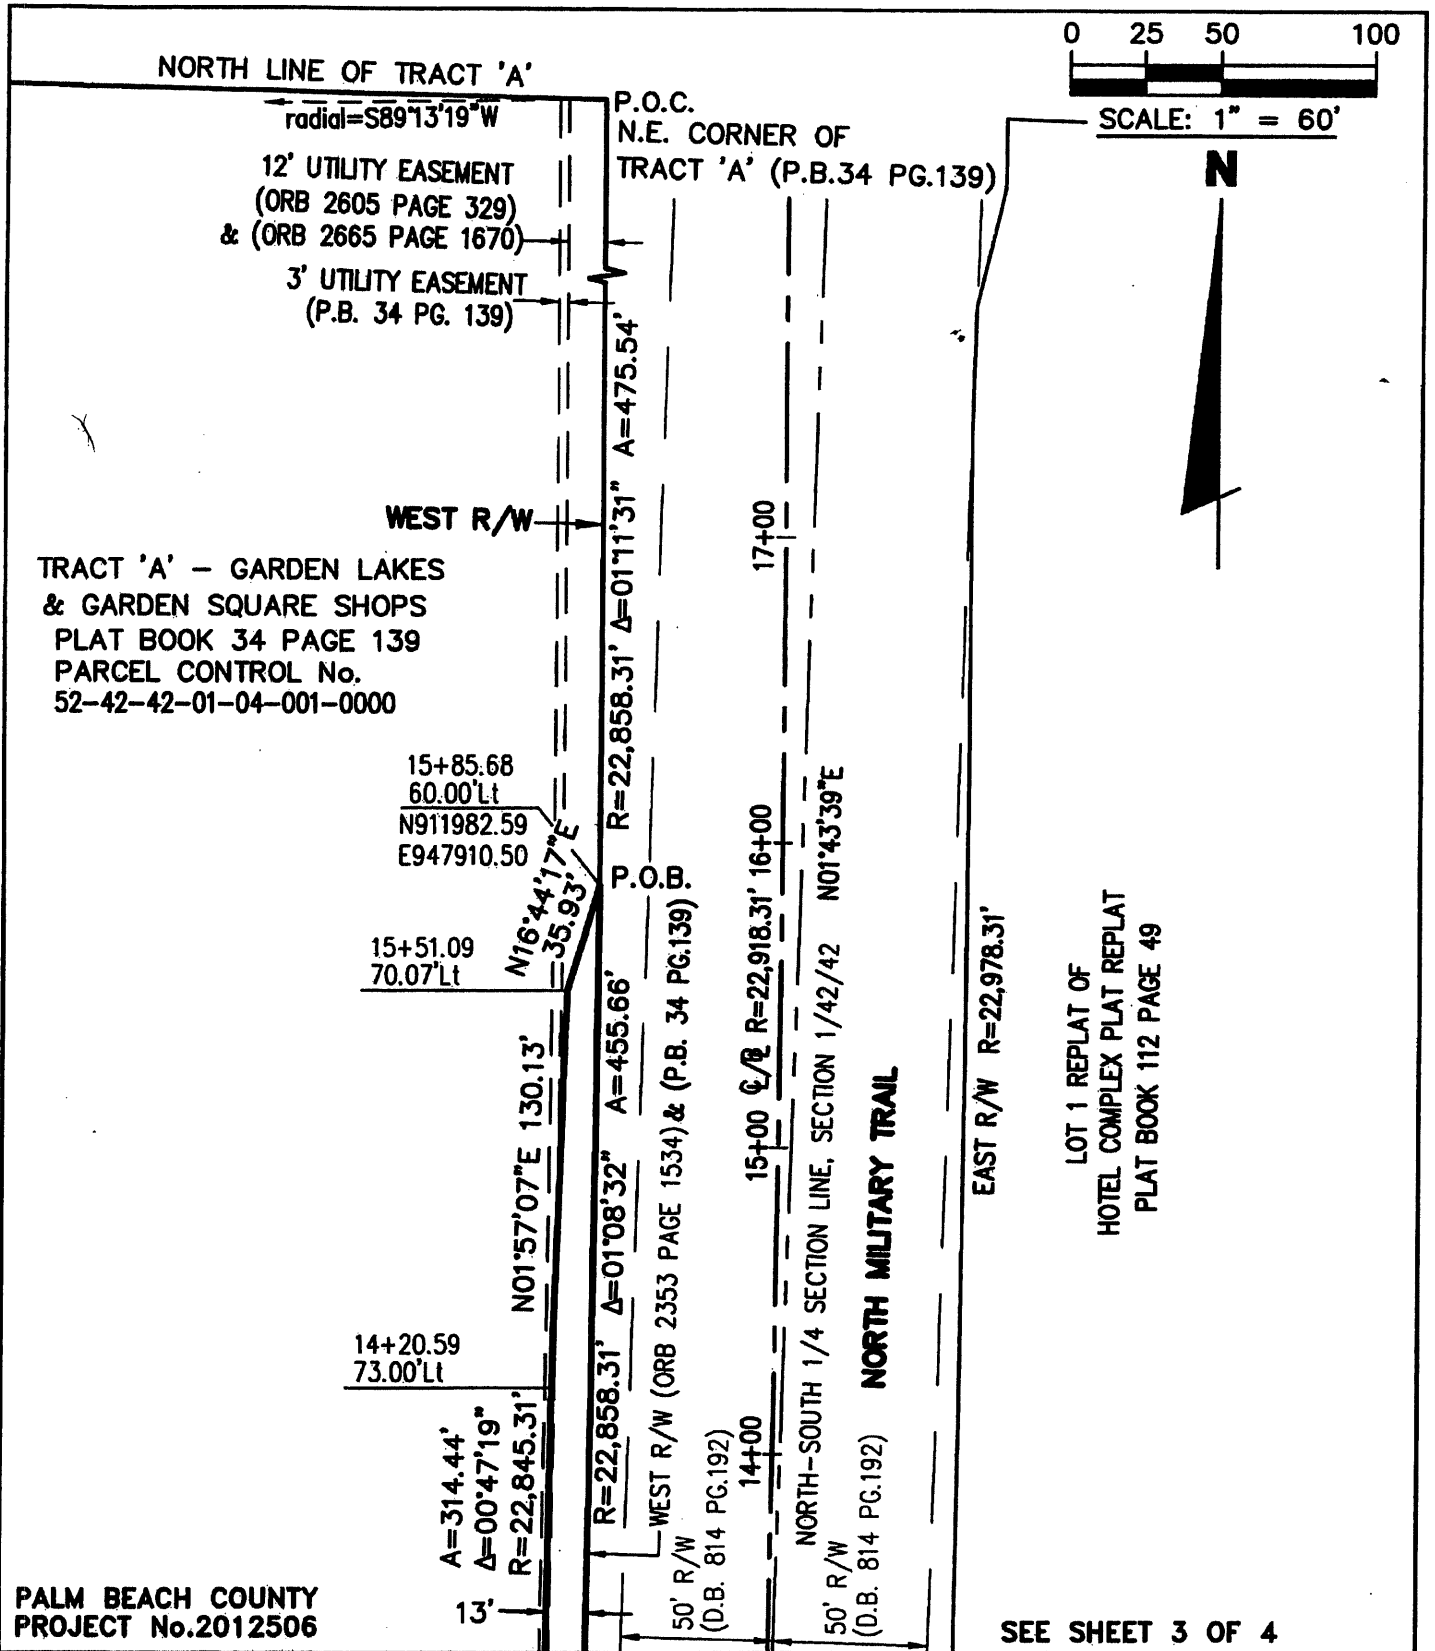 0 25 50 100
SCALE: 1" = 60'
N
NORTH LINE OF TRACT 'A'
radial=S89°13'19"W
P.O.C.
N.E. CORNER OF
TRACT 'A' (P.B.34 PG.139)
12' UTILITY EASEMENT
(ORB 2605 PAGE 329)
& (ORB 2665 PAGE 1670)
3' UTILITY EASEMENT
(P.B. 34 PG. 139)
WEST R/W
TRACT 'A' – GARDEN LAKES
& GARDEN SQUARE SHOPS
PLAT BOOK 34 PAGE 139
PARCEL CONTROL No.
52–42–42–01–04–001–0000
R=22,858.31' Δ=01°11'31" A=475.54'
17+00
15+85.68
60.00'Lt
N911982.59
E947910.50
N16°44'17"E
35.93'
P.O.B.
15+51.09
70.07'Lt
N01°57'07"E 130.13'
14+20.59
73.00'Lt
A=314.44'
Δ=00°47'19"
R=22,845.31'
13'
R=22,858.31' Δ=01°08'32" A=455.66'
WEST R/W (ORB 2353 PAGE 1534) & (P.B. 34 PG.139)
50' R/W
(D.B. 814 PG.192)
14+00
15+00 ℄/B R=22,918.31' 16+00
NORTH–SOUTH 1/4 SECTION LINE, SECTION 1/42/42 N01°43'39"E
50' R/W
(D.B. 814 PG.192)
NORTH MILITARY TRAIL
EAST R/W R=22,978.31'
LOT 1 REPLAT OF
HOTEL COMPLEX PLAT REPLAT
PLAT BOOK 112 PAGE 49
PALM BEACH COUNTY
PROJECT No.2012506
SEE SHEET 3 OF 4